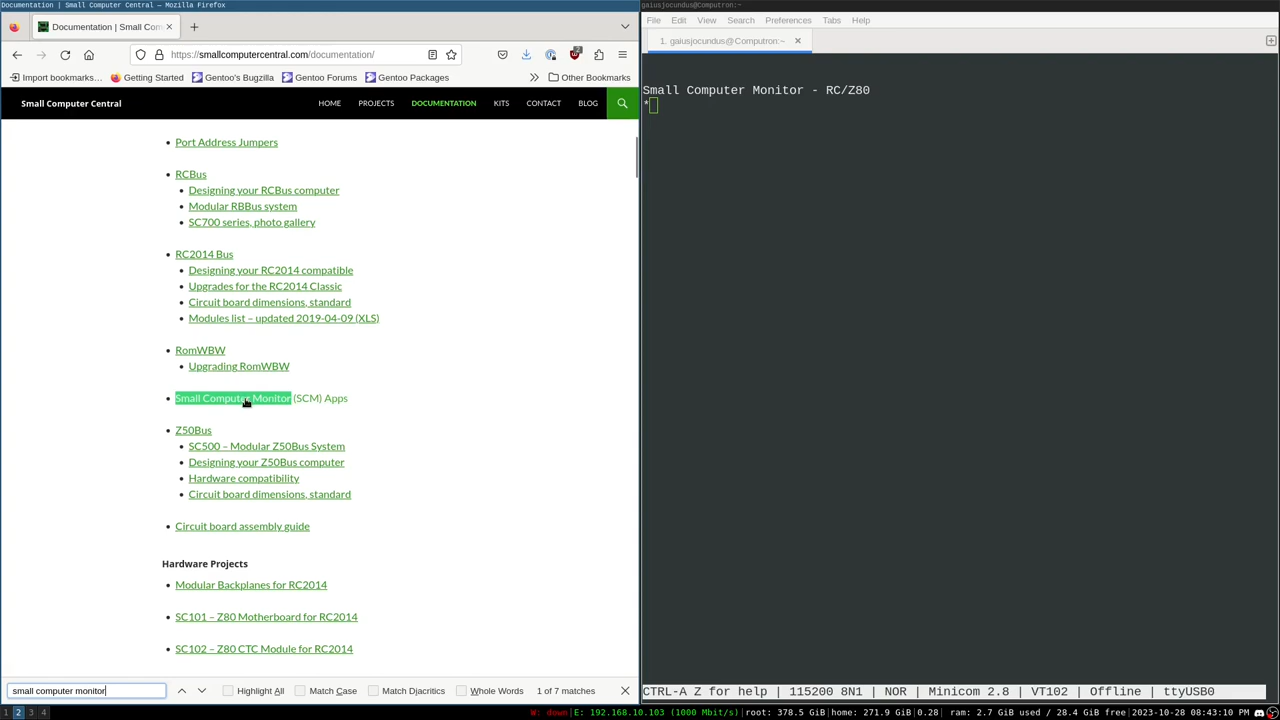 Documentation | Small Computer Central — Mozilla Firefox
gaiusjocundus@Computron:~
Documentation | Small Com
File Edit View Search Preferences Tabs Help
1. gaiusjocundus@Computron:~
https://smallcomputercentral.com/documentation/
Import bookmarks… Getting Started Gentoo's Bugzilla Gentoo Forums Gentoo Packages Other Bookmarks
Small Computer Central HOME PROJECTS DOCUMENTATION KITS CONTACT BLOG
Small Computer Monitor - RC/Z80
*
Port Address Jumpers
RCBus
Designing your RCBus computer
Modular RBBus system
SC700 series, photo gallery
RC2014 Bus
Designing your RC2014 compatible
Upgrades for the RC2014 Classic
Circuit board dimensions, standard
Modules list – updated 2019-04-09 (XLS)
RomWBW
Upgrading RomWBW
Small Computer Monitor (SCM) Apps
Z50Bus
SC500 – Modular Z50Bus System
Designing your Z50Bus computer
Hardware compatibility
Circuit board dimensions, standard
Circuit board assembly guide
Hardware Projects
Modular Backplanes for RC2014
SC101 – Z80 Motherboard for RC2014
SC102 – Z80 CTC Module for RC2014
small computer monitor Highlight All Match Case Match Diacritics Whole Words 1 of 7 matches
CTRL-A Z for help | 115200 8N1 | NOR | Minicom 2.8 | VT102 | Offline | ttyUSB0
1 2 3 4 W: down|E: 192.168.10.103 (1000 Mbit/s)|root: 378.5 GiB|home: 271.9 GiB|0.28 | ram: 2.7 GiB used / 28.4 GiB free |2023-10-28 08:43:10 PM